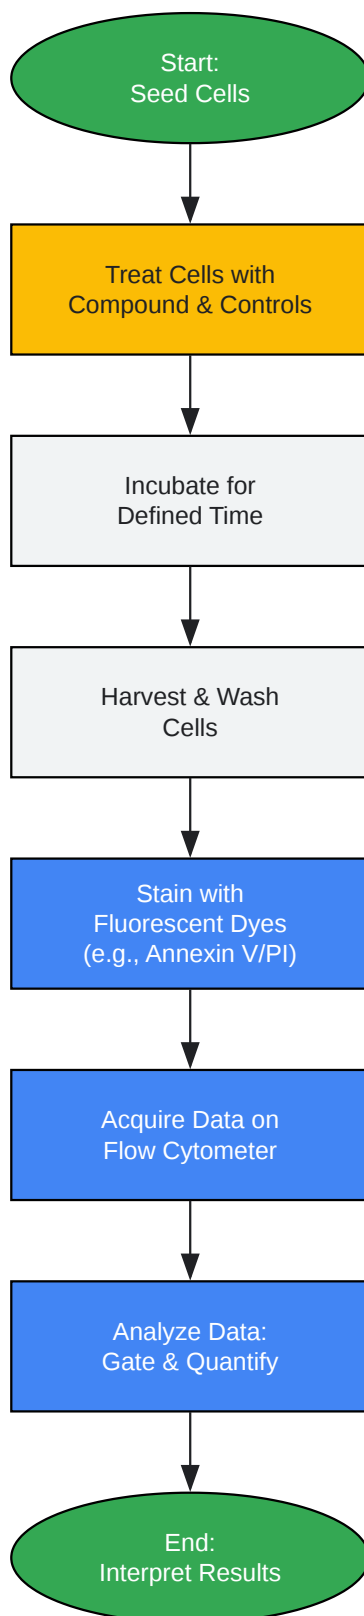 Start:
Seed Cells
Treat Cells with
Compound & Controls
Incubate for
Defined Time
Harvest & Wash
Cells
Stain with
Fluorescent Dyes
(e.g., Annexin V/PI)
Acquire Data on
Flow Cytometer
Analyze Data:
Gate & Quantify
End:
Interpret Results